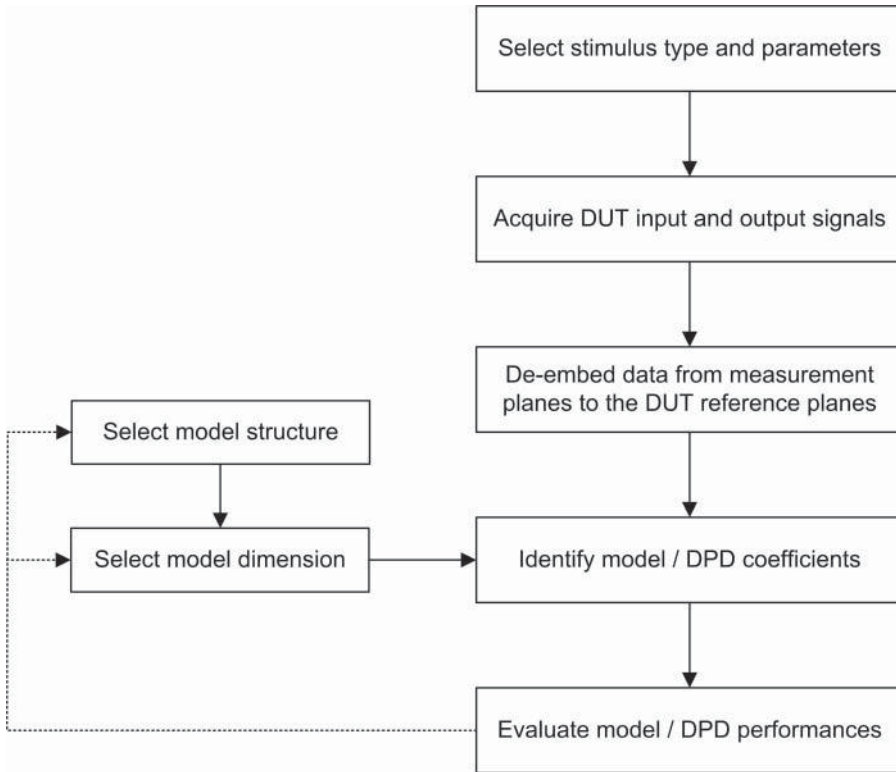 Select stimulus type and parameters
Acquire DUT input and output signals
De-embed data from measurement
planes to the DUT reference planes
Select model structure
Select model dimension
Identify model / DPD coefficients
Evaluate model / DPD performances